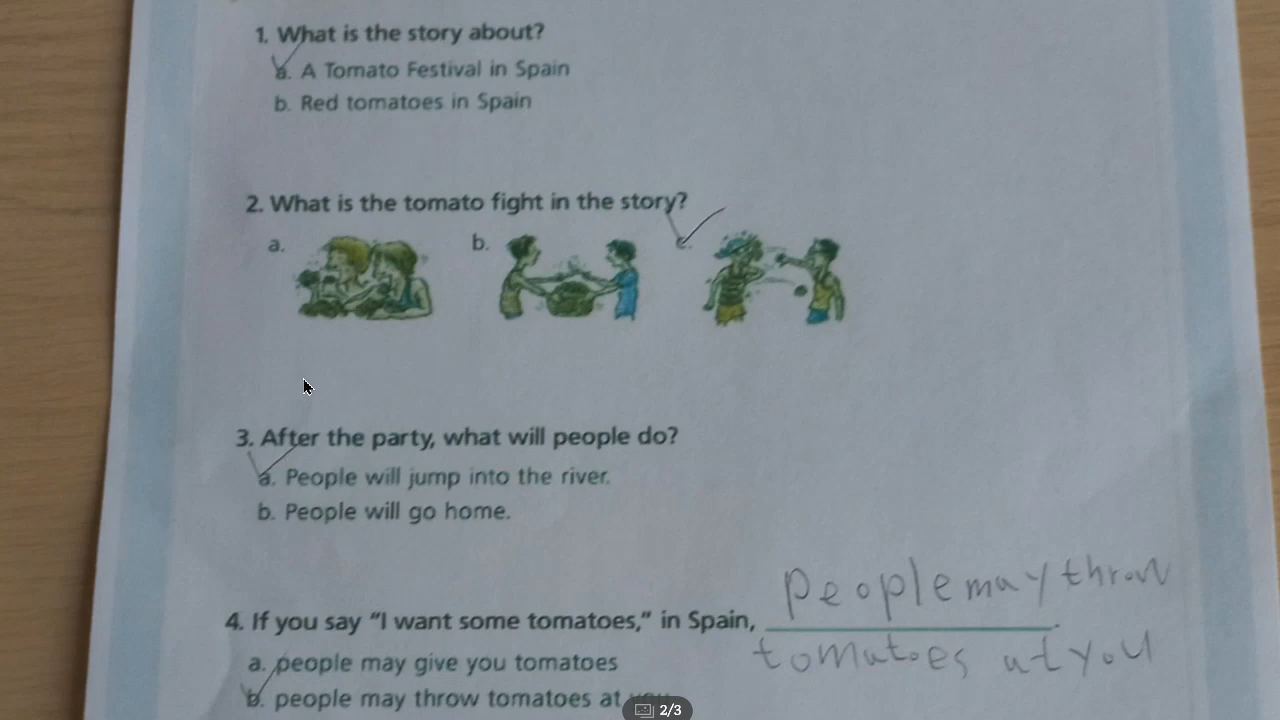 1. What is the story about?
a. A Tomato Festival in Spain
b. Red tomatoes in Spain
2. What is the tomato fight in the story?
a. b. c.
3. After the party, what will people do?
a. People will jump into the river.
b. People will go home.
4. If you say “I want some tomatoes,” in Spain, people may throw
tomatoes at you
a. people may give you tomatoes
b. people may throw tomatoes at
2/3